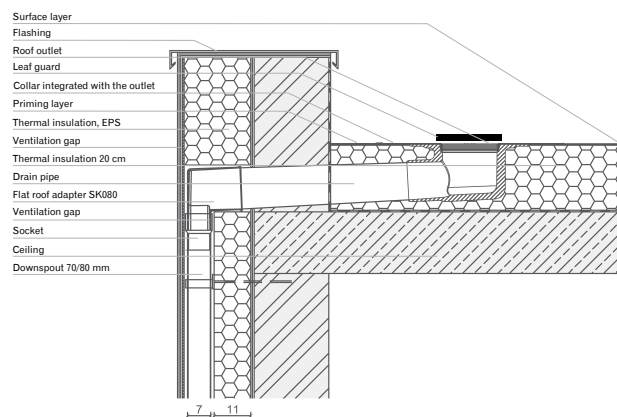 Surface layer
Flashing
Roof outlet
Leaf guard
Collar integrated with the outlet
Priming layer
Thermal insulation, EPS
Ventilation gap
Thermal insulation 20 cm
Drain pipe
Flat roof adapter SK080
Ventilation gap
Socket
Ceiling
Downspout 70/80 mm
7 11